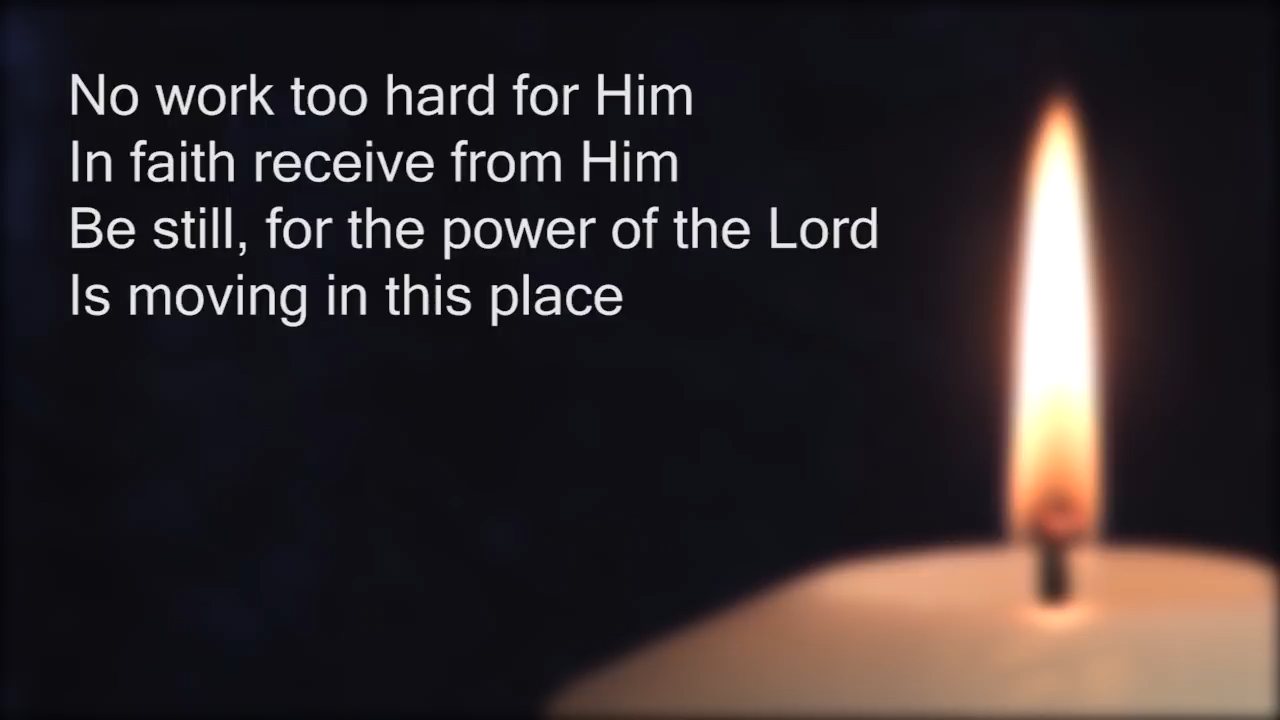 No work too hard for Him
In faith receive from Him
Be still, for the power of the Lord
Is moving in this place